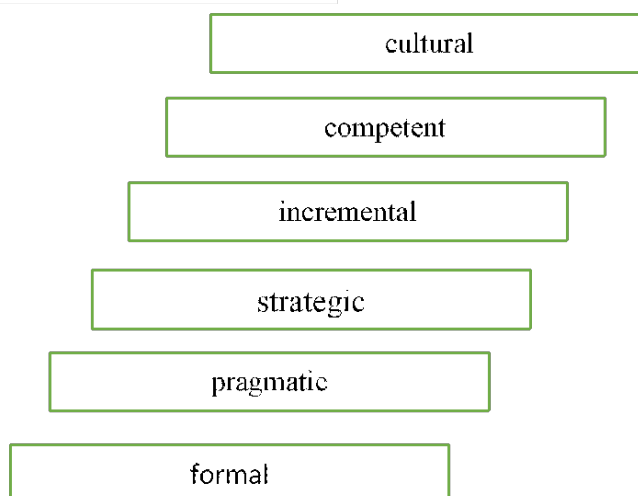 cultural
competent
incremental
strategic
pragmatic
formal